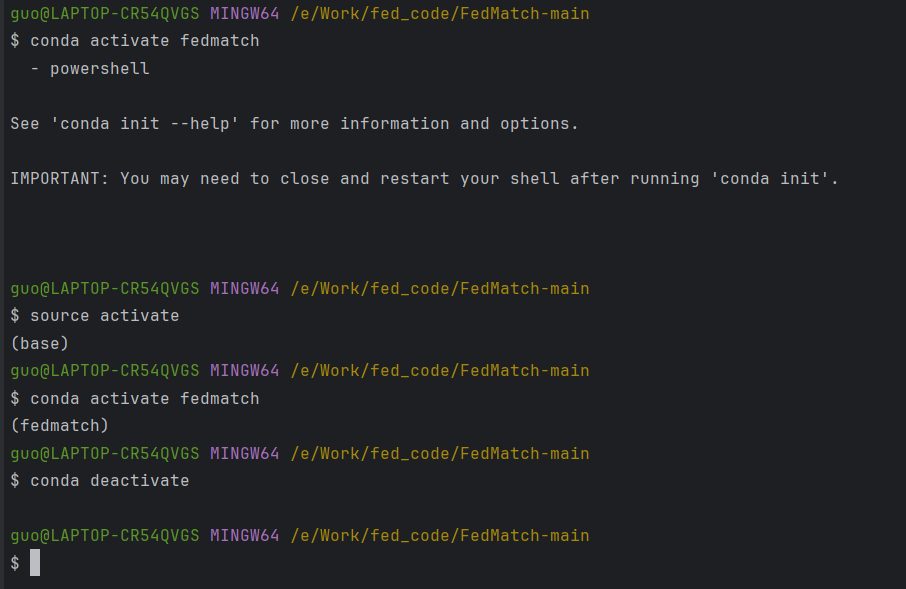 guo@LAPTOP-CR54QVGS MINGW64 /e/Work/fed_code/FedMatch-main
$ conda activate fedmatch
  - powershell
See 'conda init --help' for more information and options.
IMPORTANT: You may need to close and restart your shell after running 'conda init'.
guo@LAPTOP-CR54QVGS MINGW64 /e/Work/fed_code/FedMatch-main
$ source activate
(base)
guo@LAPTOP-CR54QVGS MINGW64 /e/Work/fed_code/FedMatch-main
$ conda activate fedmatch
(fedmatch)
guo@LAPTOP-CR54QVGS MINGW64 /e/Work/fed_code/FedMatch-main
$ conda deactivate
guo@LAPTOP-CR54QVGS MINGW64 /e/Work/fed_code/FedMatch-main
$